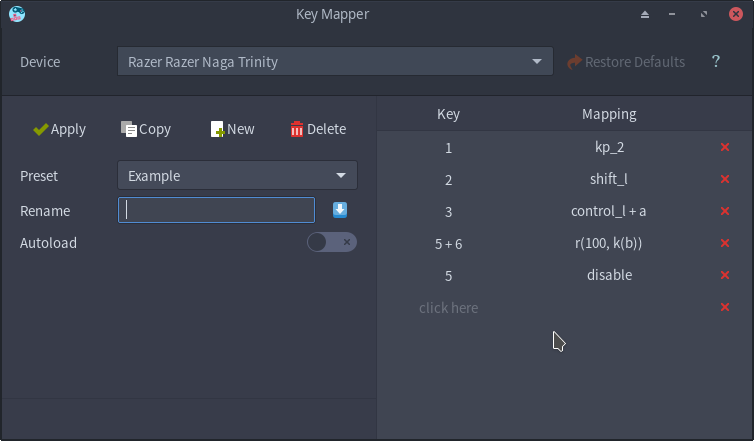 Key Mapper
Device Razer Razer Naga Trinity Restore Defaults ?
Apply Copy New Delete
Preset Example
Rename
Autoload
Key Mapping
1 kp_2
2 shift_l
3 control_l + a
5 + 6 r(100, k(b))
5 disable
click here